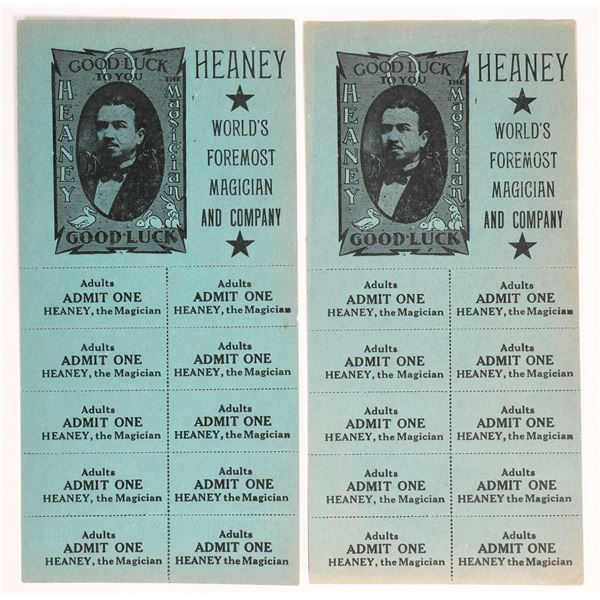 GOOD LUCK
TO YOU
HEANEY
THE Magician
GOOD-LUCK
HEANEY
WORLD'S
FOREMOST
MAGICIAN
AND COMPANY
Adults
ADMIT ONE
HEANEY, the Magician
Adults
ADMIT ONE
HEANEY, the Magician
Adults
ADMIT ONE
HEANEY, the Magician
Adults
ADMIT ONE
HEANEY, the Magician
Adults
ADMIT ONE
HEANEY, the Magician
Adults
ADMIT ONE
HEANEY, the Magician
Adults
ADMIT ONE
HEANEY, the Magician
Adults
ADMIT ONE
HEANEY the Magician
Adults
ADMIT ONE
HEANEY, the Magician
Adults
ADMIT ONE
HEANEY the Magician
GOOD LUCK
TO YOU
HEANEY
THE Magician
GOOD-LUCK
HEANEY
WORLD'S
FOREMOST
MAGICIAN
AND COMPANY
Adults
ADMIT ONE
HEANEY, the Magician
Adults
ADMIT ONE
HEANEY, the Magician
Adults
ADMIT ONE
HEANEY, the Magician
Adults
ADMIT ONE
HEANEY, the Magician
Adults
ADMIT ONE
HEANEY, the Magician
Adults
ADMIT ONE
HEANEY, the Magician
Adults
ADMIT ONE
HEANEY, the Magician
Adults
ADMIT ONE
HEANEY the Magician
Adults
ADMIT ONE
HEANEY, the Magician
Adults
ADMIT ONE
HEANEY the Magician